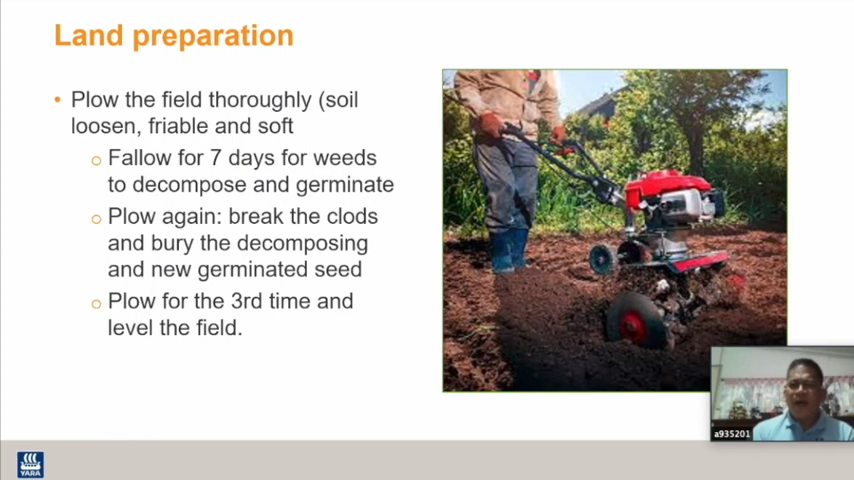 Land preparation
• Plow the field thoroughly (soil
loosen, friable and soft
o Fallow for 7 days for weeds
to decompose and germinate
o Plow again: break the clods
and bury the decomposing
and new germinated seed
o Plow for the 3rd time and
level the field.
a935201
YARA